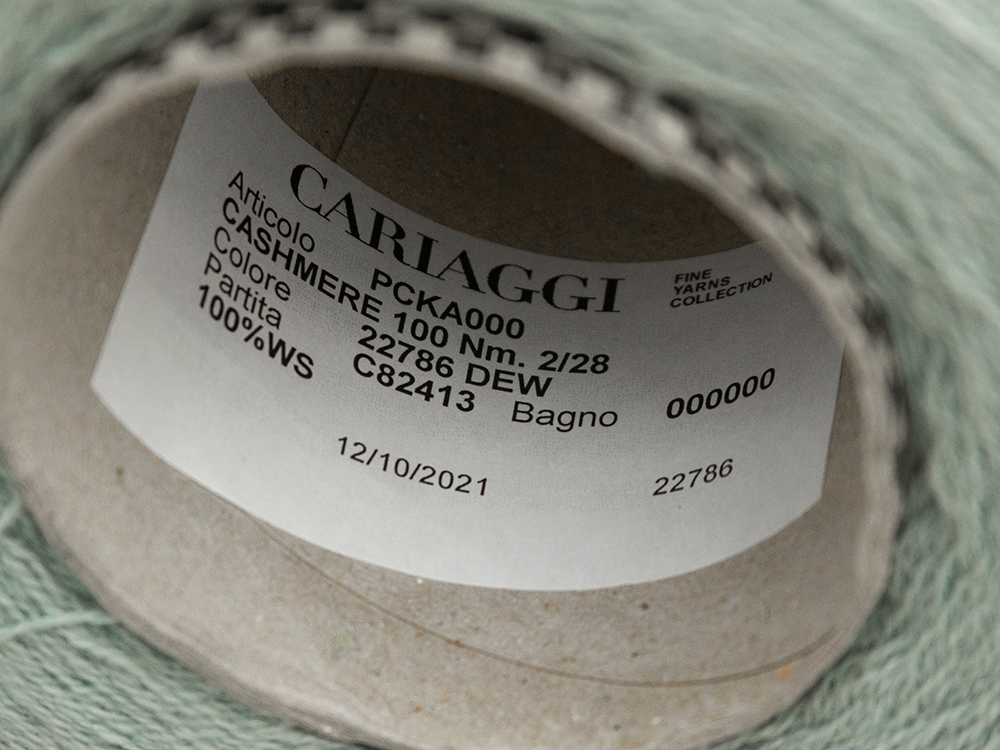 CARIAGGI
FINE
YARNS
COLLECTION
Articolo PCKA000
CASHMERE 100 Nm. 2/28
Colore 22786 DEW
Partita C82413 Bagno 000000
100%WS
12/10/2021 22786